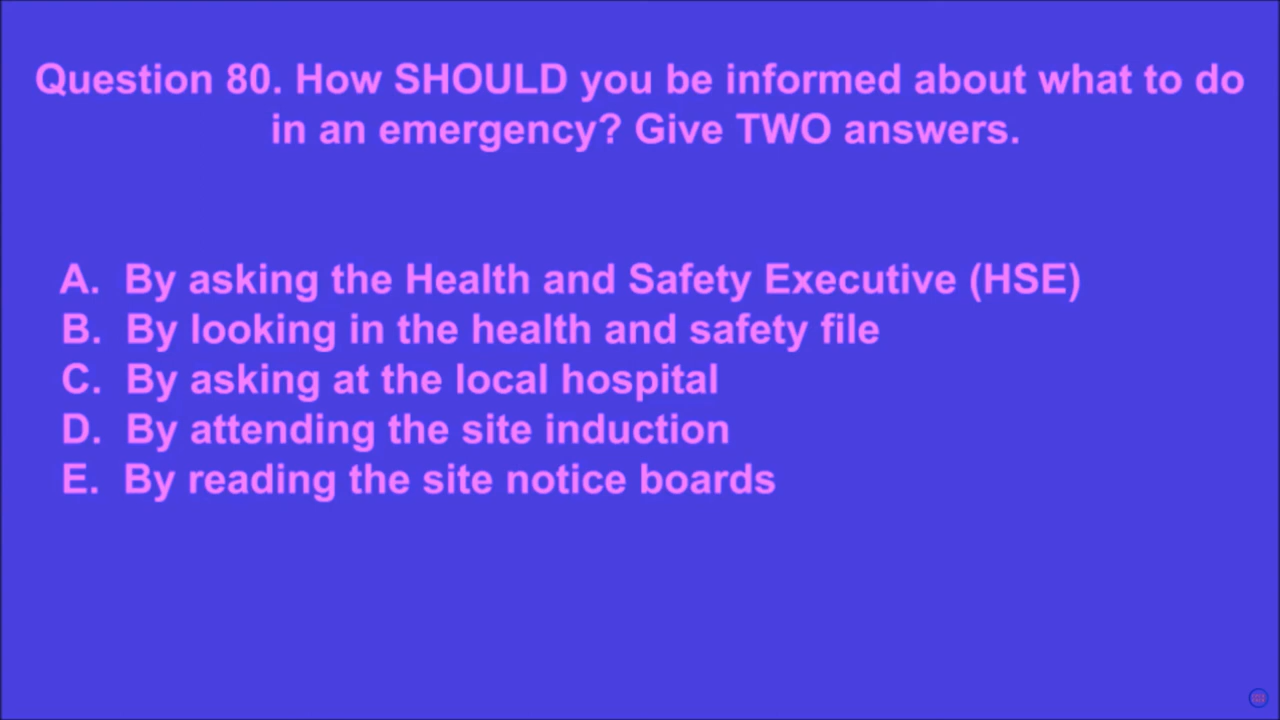 Question 80. How SHOULD you be informed about what to do
in an emergency? Give TWO answers.
A. By asking the Health and Safety Executive (HSE)
B. By looking in the health and safety file
C. By asking at the local hospital
D. By attending the site induction
E. By reading the site notice boards